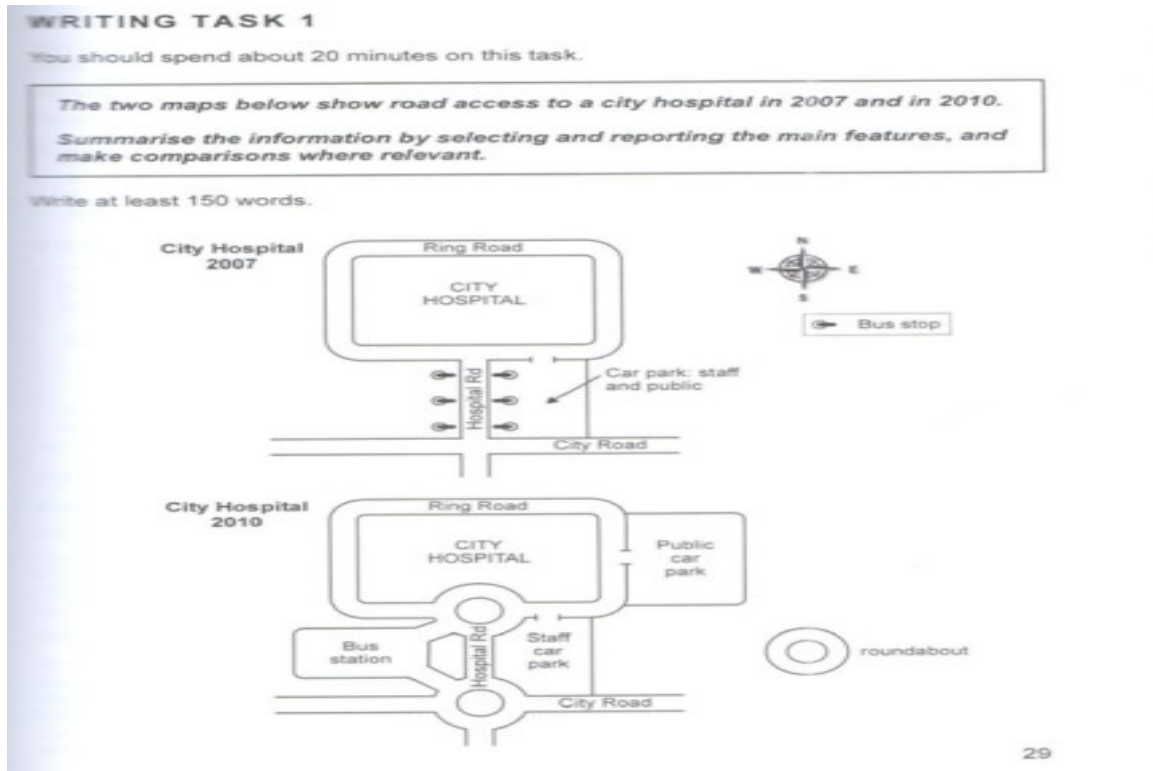 WRITING TASK 1
You should spend about 20 minutes on this task.
The two maps below show road access to a city hospital in 2007 and in 2010.
Summarise the information by selecting and reporting the main features, and
make comparisons where relevant.
Write at least 150 words.
City Hospital
2007
Ring Road
CITY
HOSPITAL
N
W E
S
Bus stop
Hospital Rd
Car park: staff
and public
City Road
City Hospital
2010
Ring Road
CITY
HOSPITAL
Public
car
park
Bus
station
Hospital Rd
Staff
car
park
roundabout
City Road
29